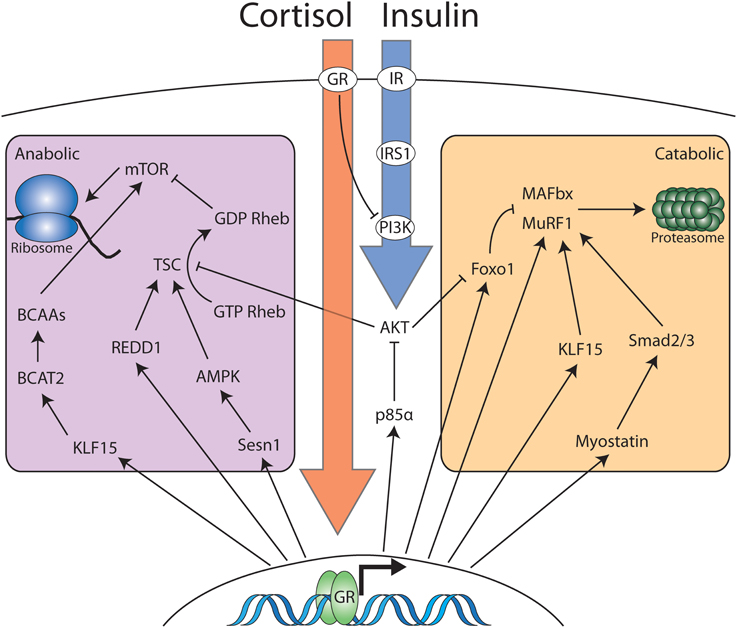 Cortisol Insulin
GR
IR
Anabolic
mTOR
Ribosome
GDP Rheb
TSC
GTP Rheb
BCAAs
REDD1
BCAT2
AMPK
KLF15
Sesn1
IRS1
PI3K
AKT
p85α
Catabolic
MAFbx
MuRF1
Proteasome
Foxo1
KLF15
Smad2/3
Myostatin
GR